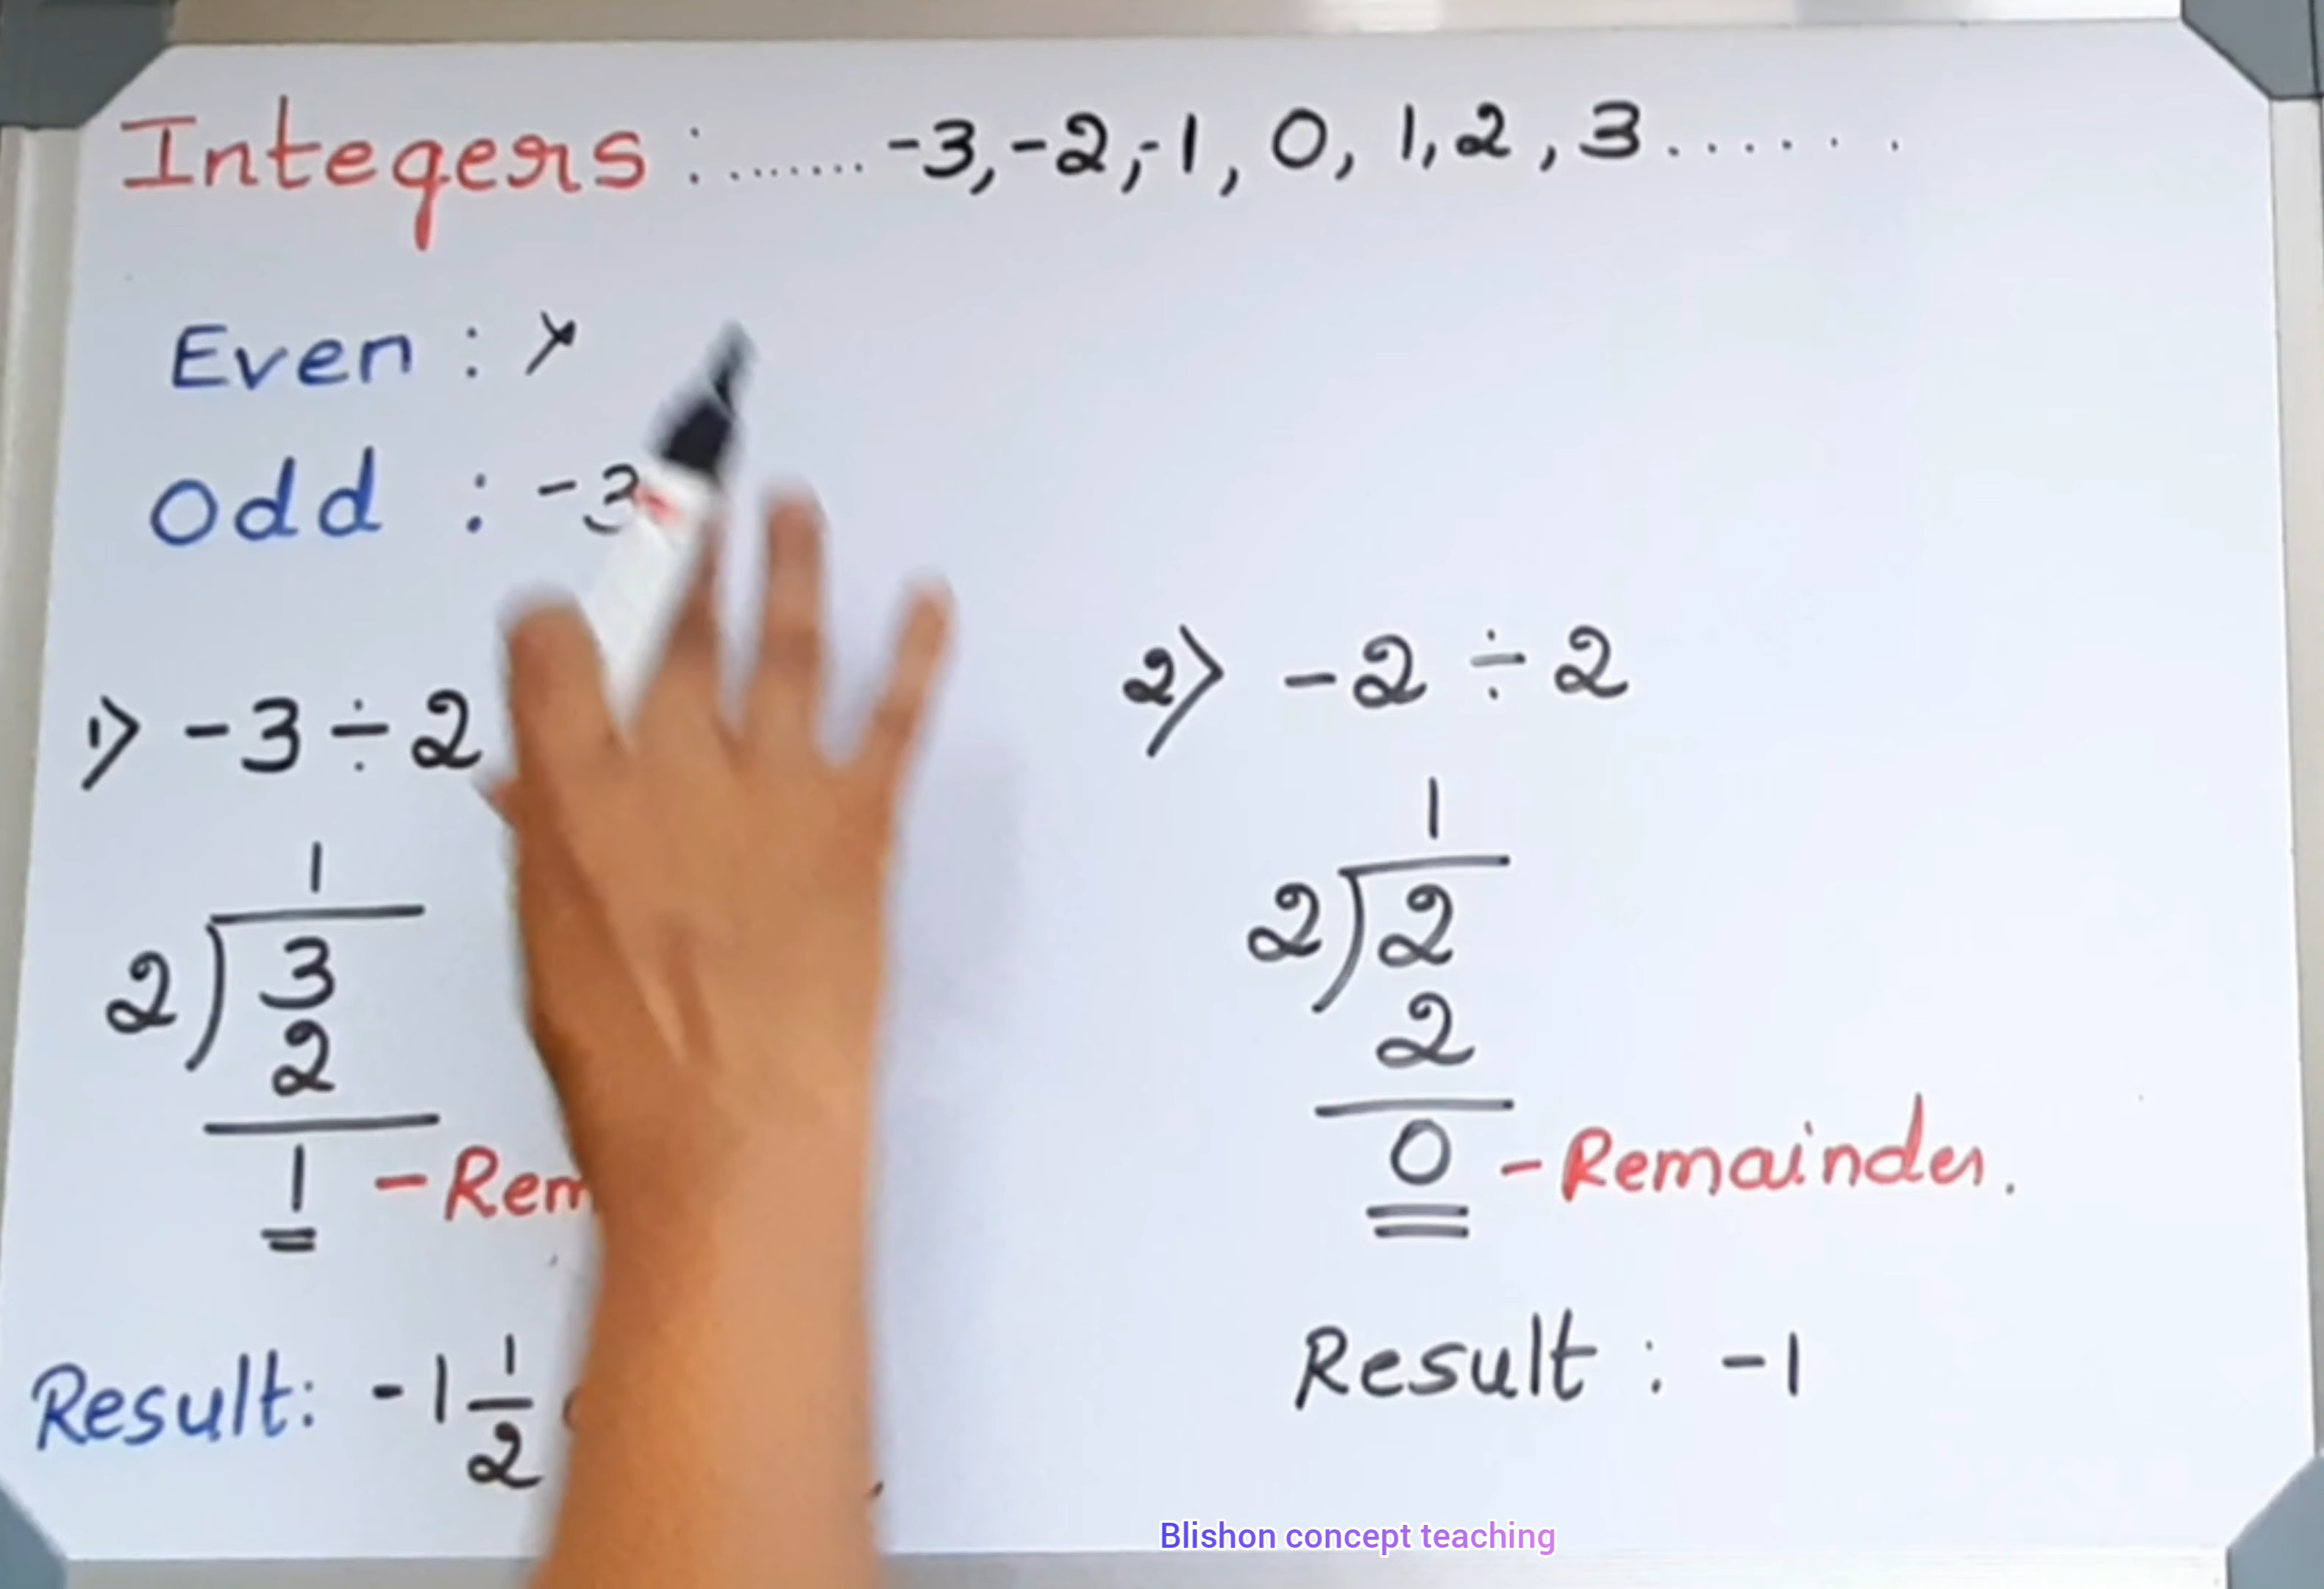 Integers : ....... -3, -2, -1, 0, 1, 2, 3 ......
Even :
Odd : -3
1) -3 ÷ 2
1
2) 3
2
1 - Rem
Result: -1 1/2
2) -2 ÷ 2
1
2) 2
2
0 - Remainder.
Result : -1
Blishon concept teaching